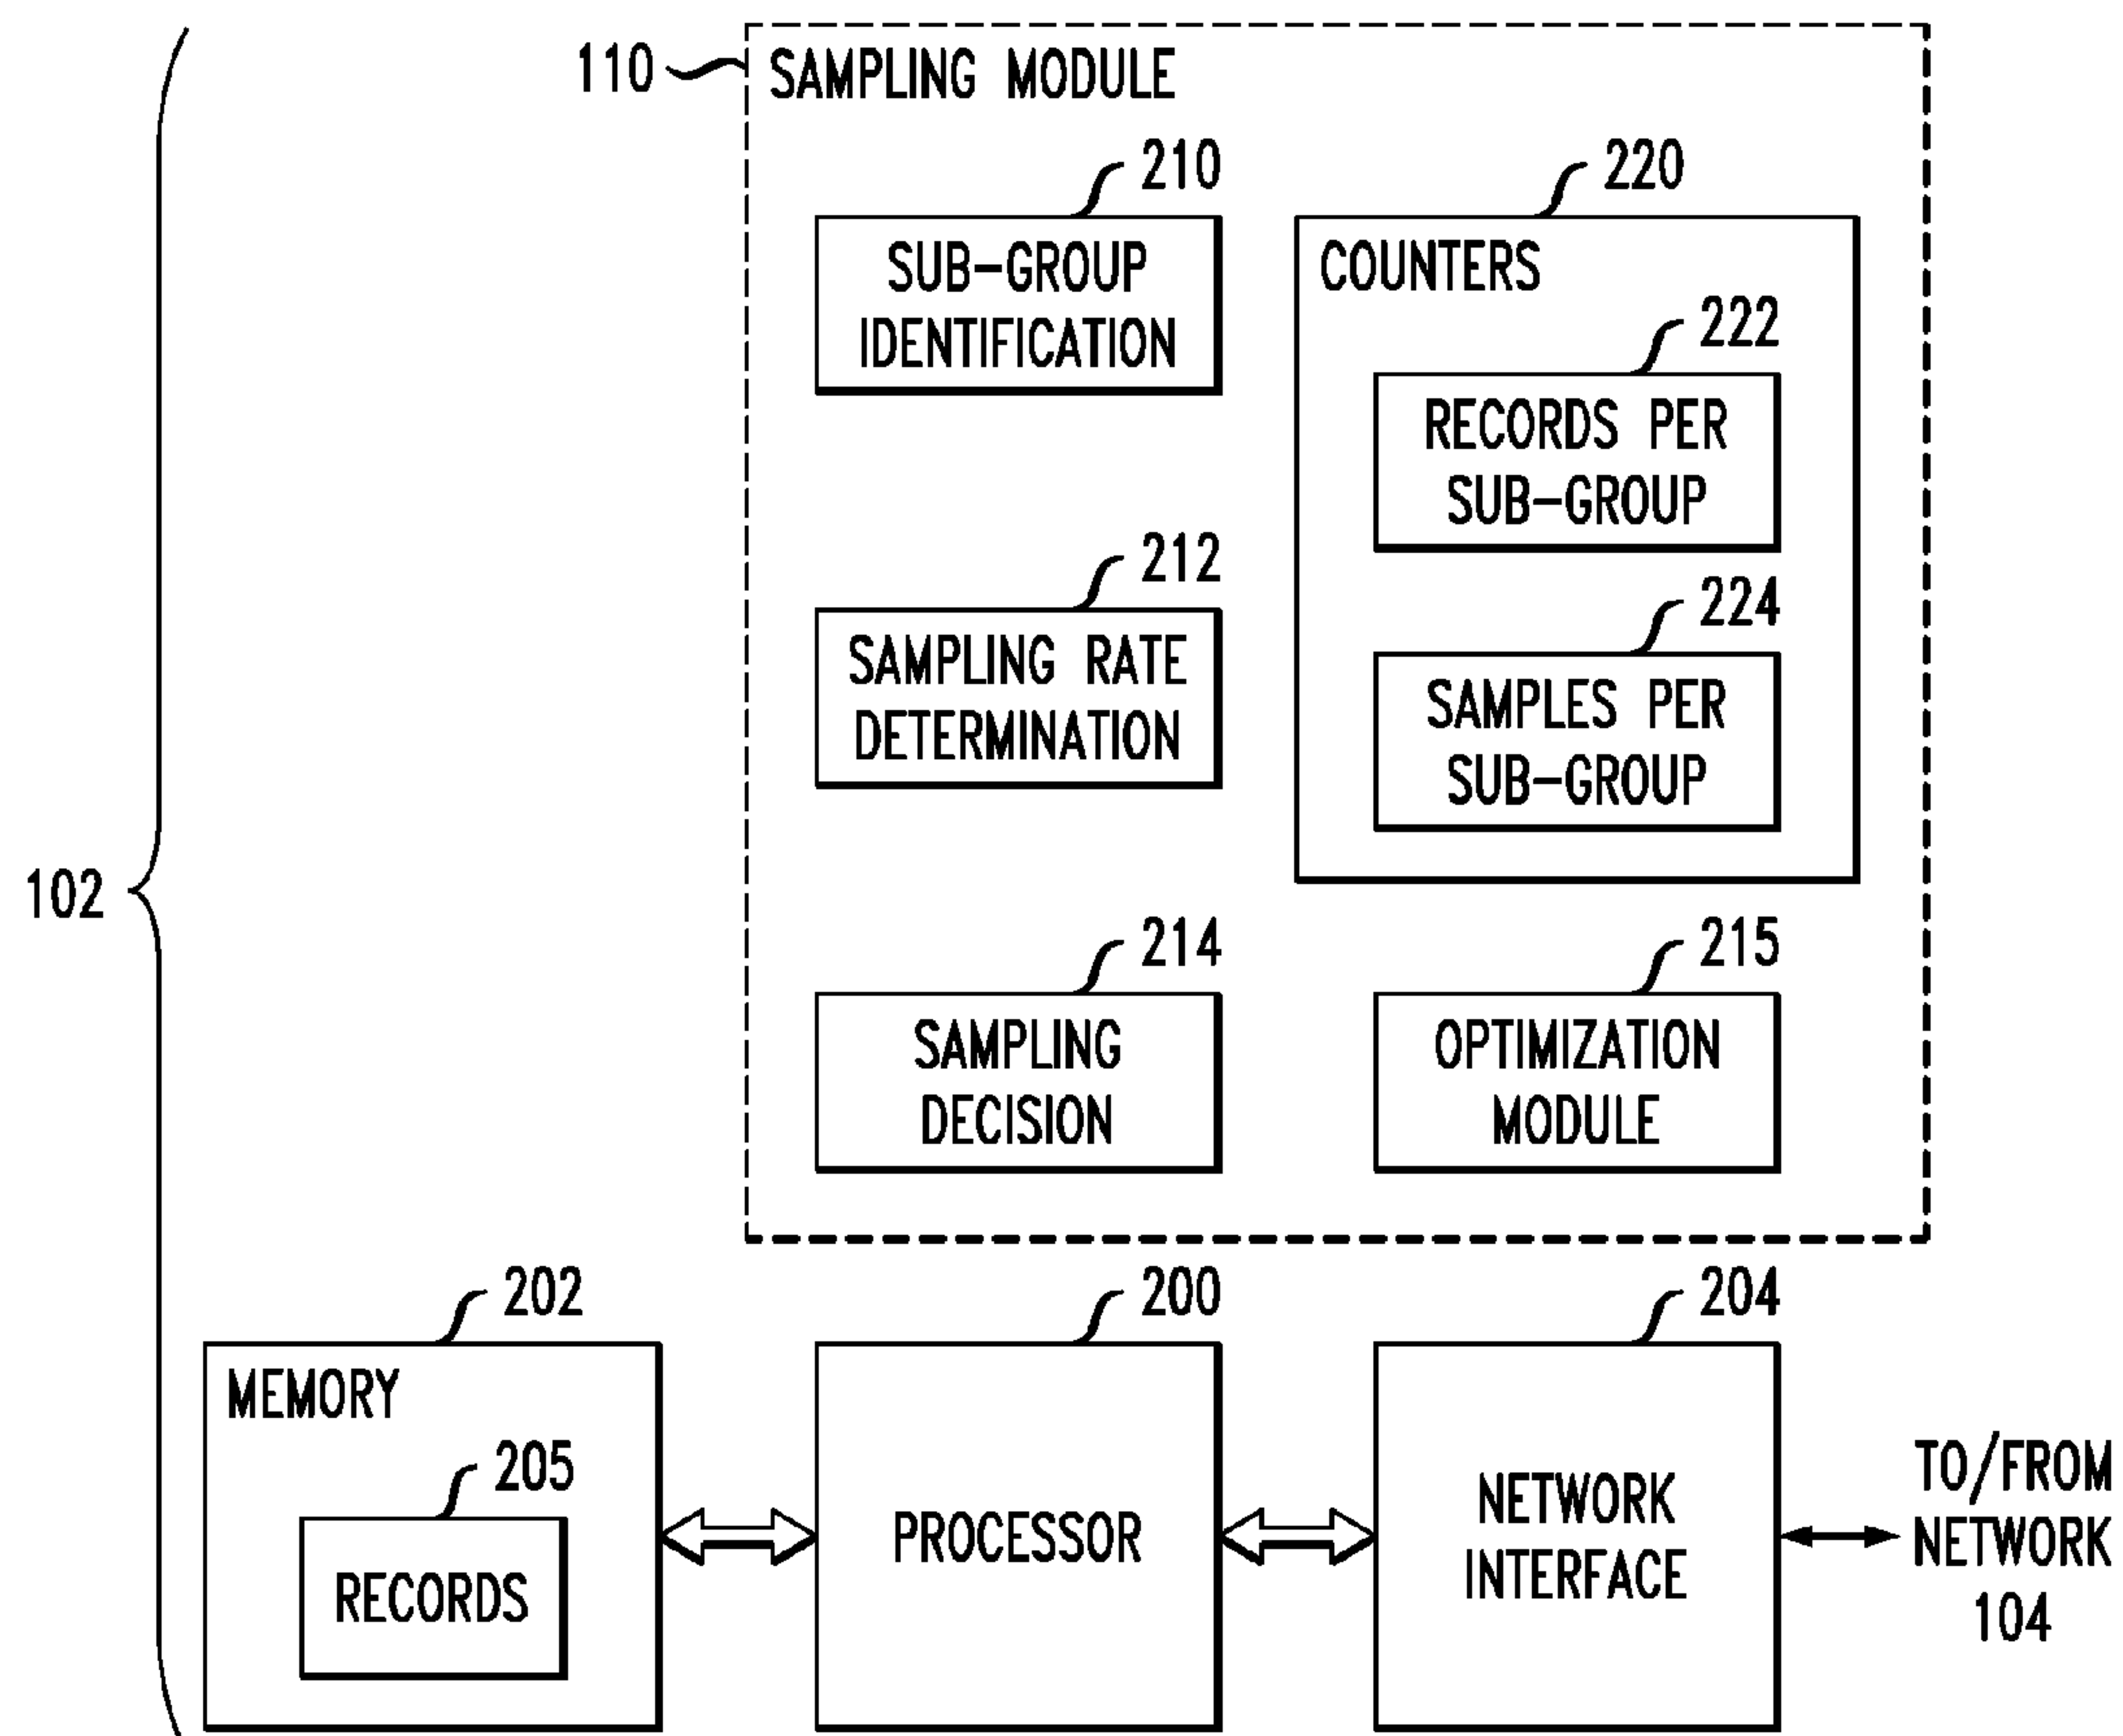 110
SAMPLING MODULE
210
SUB-GROUP
IDENTIFICATION
220
COUNTERS
222
RECORDS PER
SUB-GROUP
212
SAMPLING RATE
DETERMINATION
224
SAMPLES PER
SUB-GROUP
102
214
SAMPLING
DECISION
215
OPTIMIZATION
MODULE
202
MEMORY
205
RECORDS
200
PROCESSOR
204
NETWORK
INTERFACE
TO/FROM
NETWORK
104